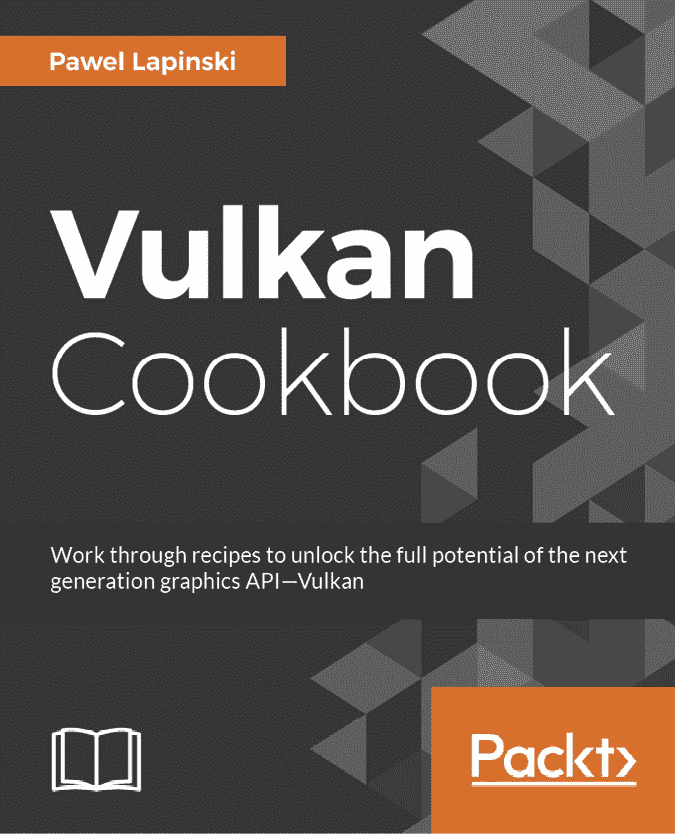 Pawel Lapinski
Vulkan
Cookbook
Work through recipes to unlock the full potential of the next
generation graphics API—Vulkan
Packt>